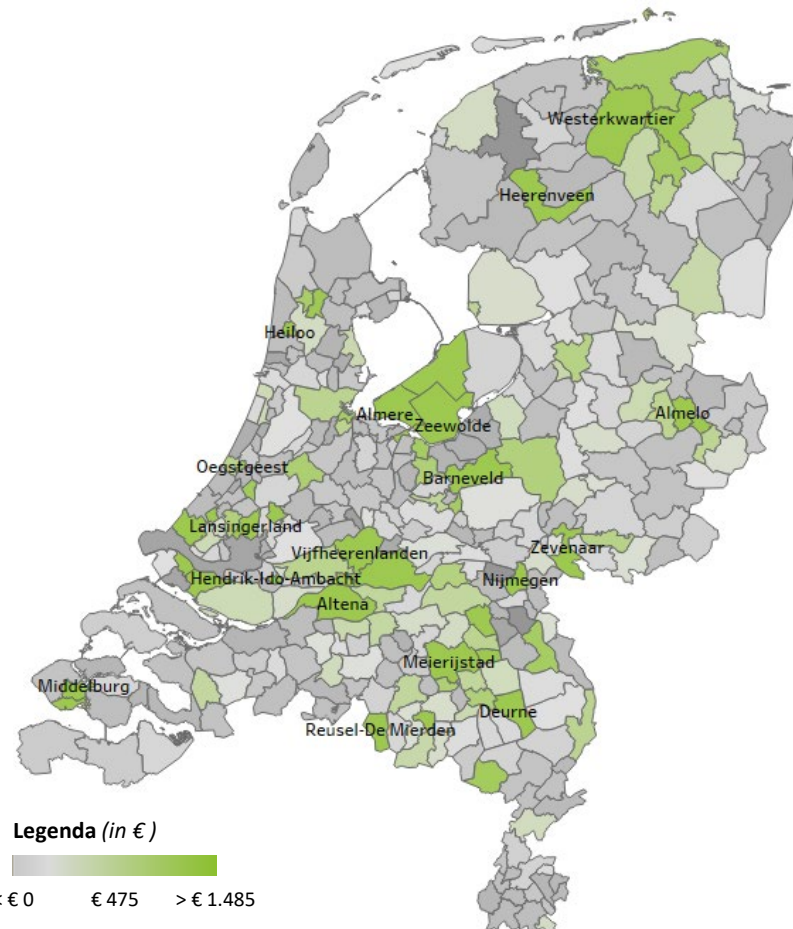 Westerkwartier
Heerenveen
Heiloo
Almere
Zeewolde
Almelo
Oegstgeest
Barneveld
Lansingerland
Vijfheerenlanden
Zevenaar
Hendrik-Ido-Ambacht
Nijmegen
Altena
Meierijstad
Middelburg
Deurne
Reusel-De Mierden
Legenda (in € )
< € 0 € 475 > € 1.485